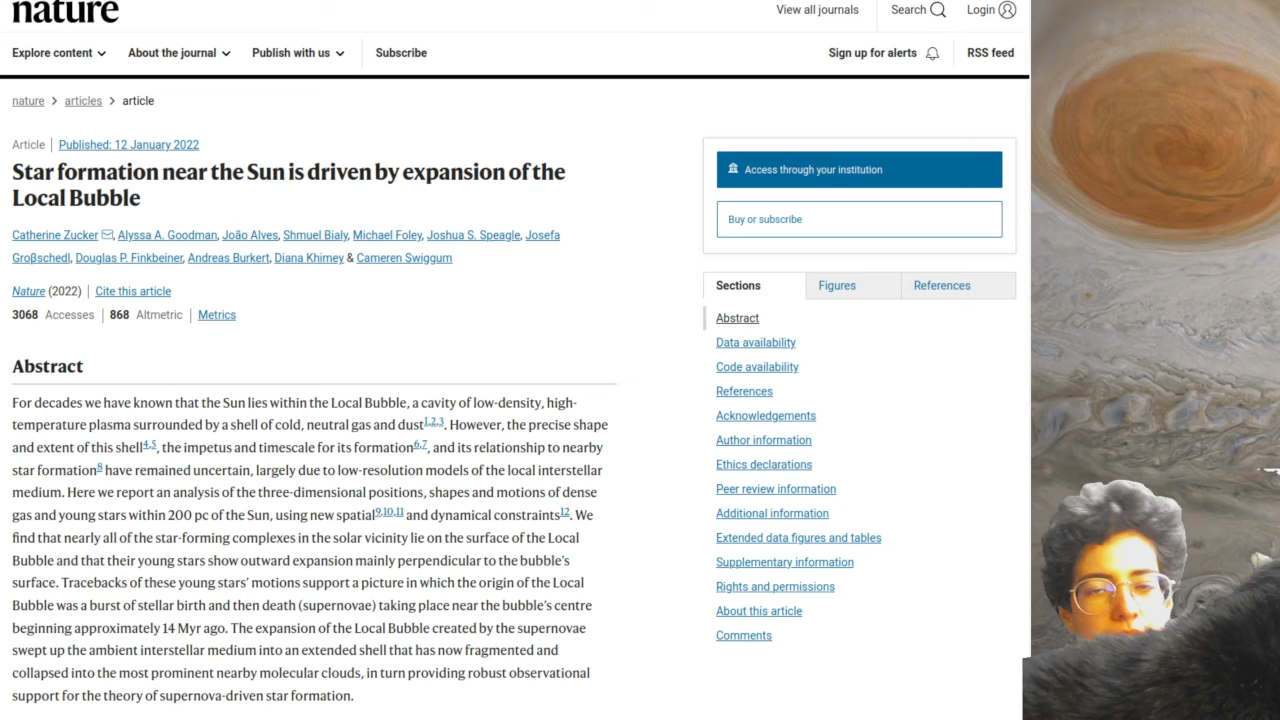 nature
View all journals
Search
Login
Explore content
About the journal
Publish with us
Subscribe
Sign up for alerts
RSS feed
nature > articles > article
Article | Published: 12 January 2022
Star formation near the Sun is driven by expansion of the
Local Bubble
Catherine Zucker, Alyssa A. Goodman, João Alves, Shmuel Bialy, Michael Foley, Joshua S. Speagle, Josefa
Groβschedl, Douglas P. Finkbeiner, Andreas Burkert, Diana Khimey & Cameren Swiggum
Nature (2022) | Cite this article
3068 Accesses | 868 Altmetric | Metrics
Abstract
For decades we have known that the Sun lies within the Local Bubble, a cavity of low-density, high-
temperature plasma surrounded by a shell of cold, neutral gas and dust1,2,3. However, the precise shape
and extent of this shell4,5, the impetus and timescale for its formation6,7, and its relationship to nearby
star formation8 have remained uncertain, largely due to low-resolution models of the local interstellar
medium. Here we report an analysis of the three-dimensional positions, shapes and motions of dense
gas and young stars within 200 pc of the Sun, using new spatial9,10,11 and dynamical constraints12. We
find that nearly all of the star-forming complexes in the solar vicinity lie on the surface of the Local
Bubble and that their young stars show outward expansion mainly perpendicular to the bubble's
surface. Tracebacks of these young stars' motions support a picture in which the origin of the Local
Bubble was a burst of stellar birth and then death (supernovae) taking place near the bubble's centre
beginning approximately 14 Myr ago. The expansion of the Local Bubble created by the supernovae
swept up the ambient interstellar medium into an extended shell that has now fragmented and
collapsed into the most prominent nearby molecular clouds, in turn providing robust observational
support for the theory of supernova-driven star formation.
Access through your institution
Buy or subscribe
Sections
Figures
References
Abstract
Data availability
Code availability
References
Acknowledgements
Author information
Ethics declarations
Peer review information
Additional information
Extended data figures and tables
Supplementary information
Rights and permissions
About this article
Comments